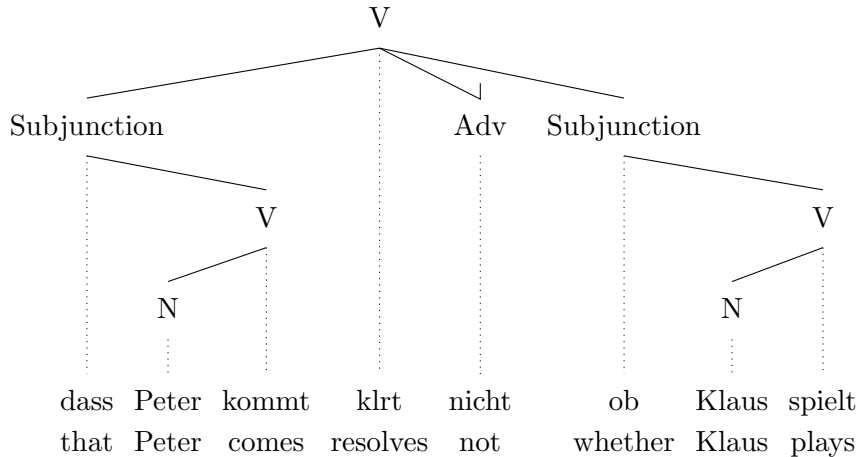 V
Subjunction Adv Subjunction
V V
N N
dass Peter kommt klrt nicht ob Klaus spielt
that Peter comes resolves not whether Klaus plays